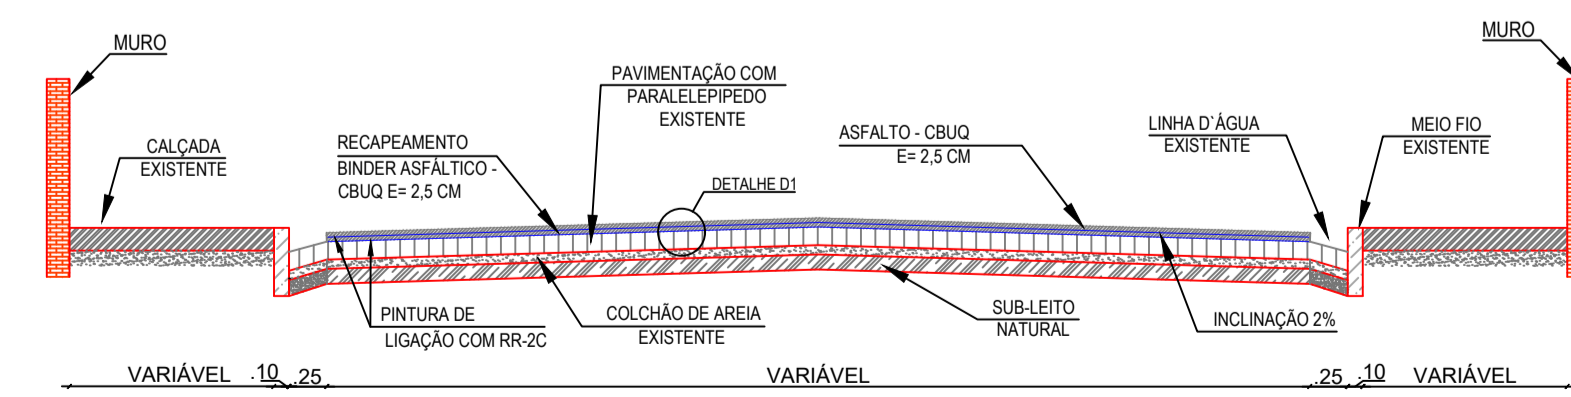 MURO
MURO
PAVIMENTAÇÃO COM
PARALELEPIPEDO
EXISTENTE
CALÇADA
EXISTENTE
RECAPEAMENTO
BINDER ASFÁLTICO -
CBUQ E= 2,5 CM
DETALHE D1
ASFALTO - CBUQ
E= 2,5 CM
LINHA D`ÁGUA
EXISTENTE
MEIO FIO
EXISTENTE
PINTURA DE
LIGAÇÃO COM RR-2C
COLCHÃO DE AREIA
EXISTENTE
SUB-LEITO
NATURAL
INCLINAÇÃO 2%
VARIÁVEL .10 .25 VARIÁVEL .25 .10 VARIÁVEL